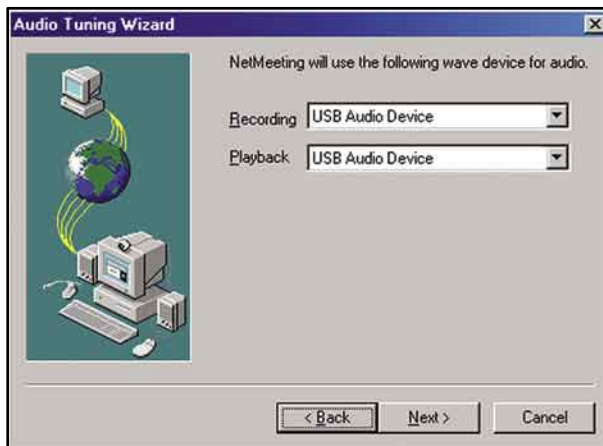 Audio Tuning Wizard
NetMeeting will use the following wave device for audio.
Recording USB Audio Device
Playback USB Audio Device
< Back Next > Cancel